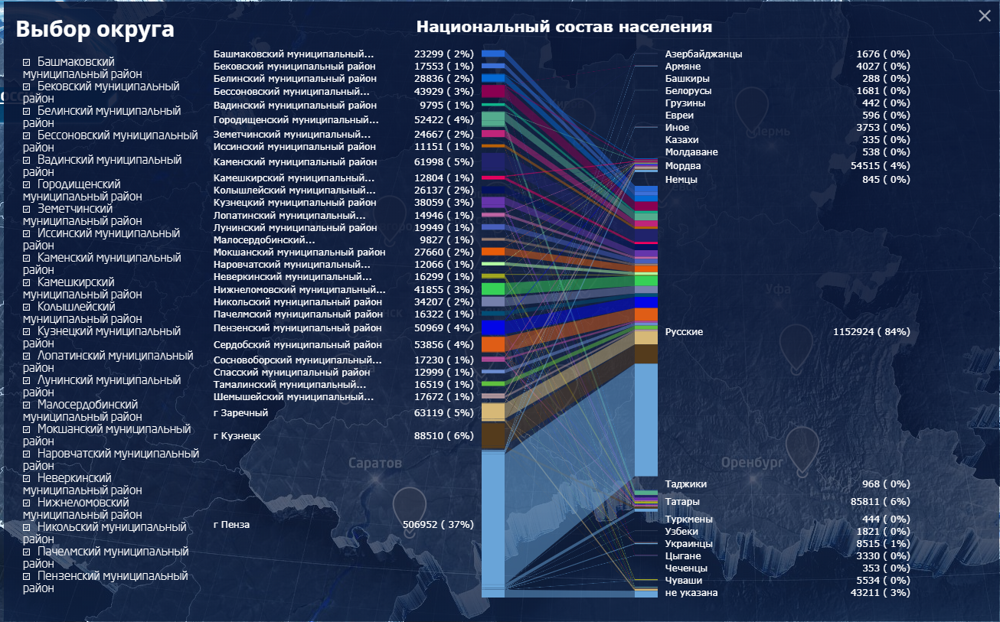 Выбор округа
Национальный состав населения
Башмаковский
муниципальный район
Бековский муниципальный
район
Белинский муниципальный
район
Бессоновский муниципальный
район
Вадинский муниципальный
район
Городищенский
муниципальный район
Земетчинский
муниципальный район
Иссинский муниципальный
район
Каменский муниципальный
район
Камешкирский
муниципальный район
Колышлейский
муниципальный район
Кузнецкий муниципальный
район
Лопатинский муниципальный
район
Лунинский муниципальный
район
Малосердобинский
муниципальный район
Мокшанский муниципальный
район
Наровчатский муниципальный
район
Неверкинский
муниципальный район
Нижнеломовский
муниципальный район
Никольский муниципальный
район
Пачелмский муниципальный
район
Пензенский муниципальный
район
Башмаковский муниципальный... 23299 ( 2%)
Бековский муниципальный район 17553 ( 1%)
Белинский муниципальный район 28836 ( 2%)
Бессоновский муниципальный... 43929 ( 3%)
Вадинский муниципальный район 9795 ( 1%)
Городищенский муниципальный... 52422 ( 4%)
Земетчинский муниципальный... 24667 ( 2%)
Иссинский муниципальный район 11151 ( 1%)
Каменский муниципальный район 61998 ( 5%)
Камешкирский муниципальный... 12804 ( 1%)
Колышлейский муниципальный... 26137 ( 2%)
Кузнецкий муниципальный район 38059 ( 3%)
Лопатинский муниципальный... 14946 ( 1%)
Лунинский муниципальный район 19949 ( 1%)
Малосердобинский... 9827 ( 1%)
Мокшанский муниципальный район 27660 ( 2%)
Наровчатский муниципальный... 12066 ( 1%)
Неверкинский муниципальный... 16299 ( 1%)
Нижнеломовский муниципальный... 41855 ( 3%)
Никольский муниципальный район 34207 ( 2%)
Пачелмский муниципальный район 16322 ( 1%)
Пензенский муниципальный район 50969 ( 4%)
Сердобский муниципальный район 53856 ( 4%)
Сосновоборский муниципальный... 17230 ( 1%)
Спасский муниципальный район 12999 ( 1%)
Тамалинский муниципальный... 16519 ( 1%)
Шемышейский муниципальный... 17672 ( 1%)
г Заречный 63119 ( 5%)
г Кузнецк 88510 ( 6%)
г Пенза 506952 ( 37%)
Азербайджанцы 1676 ( 0%)
Армяне 4027 ( 0%)
Башкиры 288 ( 0%)
Белорусы 1681 ( 0%)
Грузины 442 ( 0%)
Евреи 596 ( 0%)
Иное 3753 ( 0%)
Казахи 335 ( 0%)
Молдаване 538 ( 0%)
Мордва 54515 ( 4%)
Немцы 845 ( 0%)
Русские 1152924 ( 84%)
Таджики 968 ( 0%)
Татары 85811 ( 6%)
Туркмены 444 ( 0%)
Узбеки 1821 ( 0%)
Украинцы 8515 ( 1%)
Цыгане 3330 ( 0%)
Чеченцы 353 ( 0%)
Чуваши 5534 ( 0%)
не указана 43211 ( 3%)
Пермь
Уфа
Саратов
Оренбург